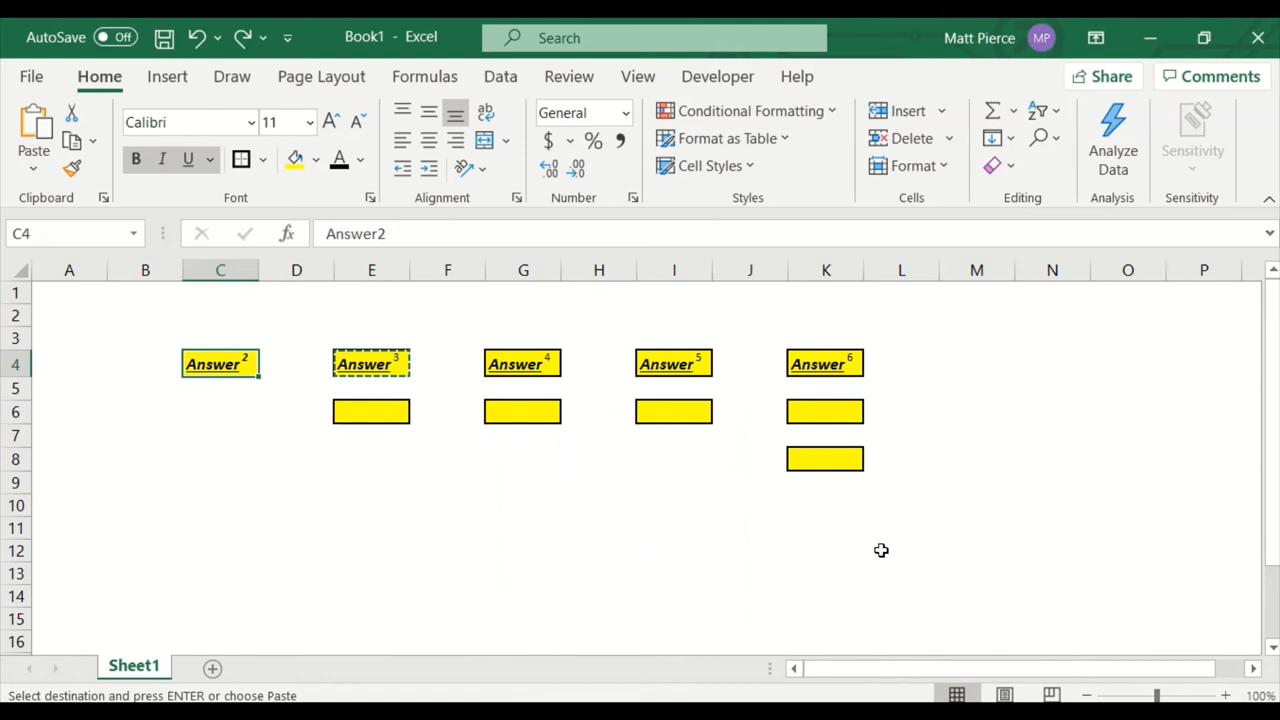 AutoSave Off Book1 - Excel Search Matt Pierce MP
File Home Insert Draw Page Layout Formulas Data Review View Developer Help Share Comments
Paste
Clipboard
Calibri 11
B I U A
Font
ab
Alignment
General
$ % ,
.00 .00
Number
Conditional Formatting
Format as Table
Cell Styles
Styles
Insert
Delete
Format
Cells
Editing
Analyze
Data
Analysis
Sensitivity
Sensitivity
C4 fx Answer2
A B C D E F G H I J K L M N O P
1
2
3
4 Answer² Answer³ Answer⁴ Answer⁵ Answer⁶
5
6
7
8
9
10
11
12
13
14
15
16
Sheet1
Select destination and press ENTER or choose Paste 100%